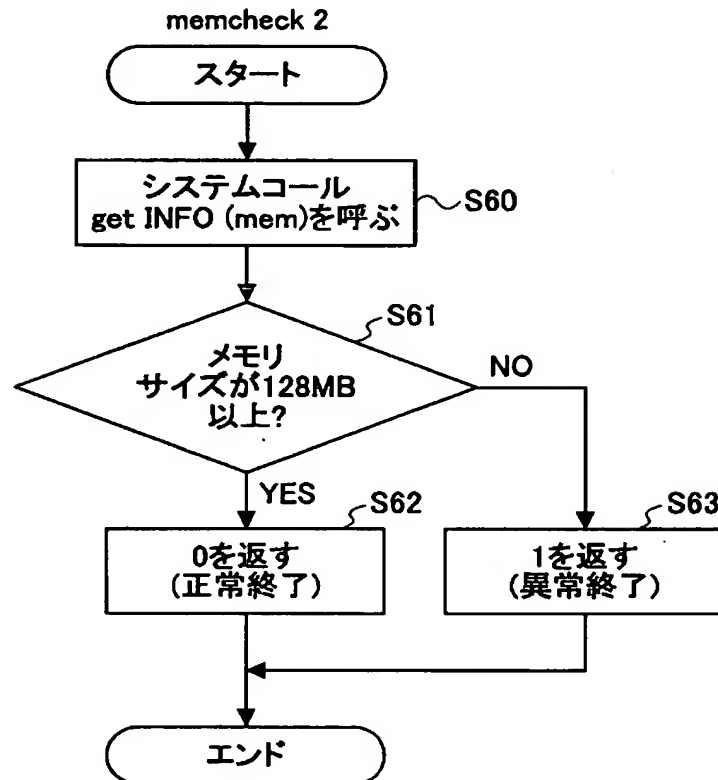 memcheck 2
スタート
システムコール
get INFO (mem)を呼ぶ
S60
S61
メモリ
サイズが128MB
以上?
NO
YES
S62
0を返す
(正常終了)
S63
1を返す
(異常終了)
エンド